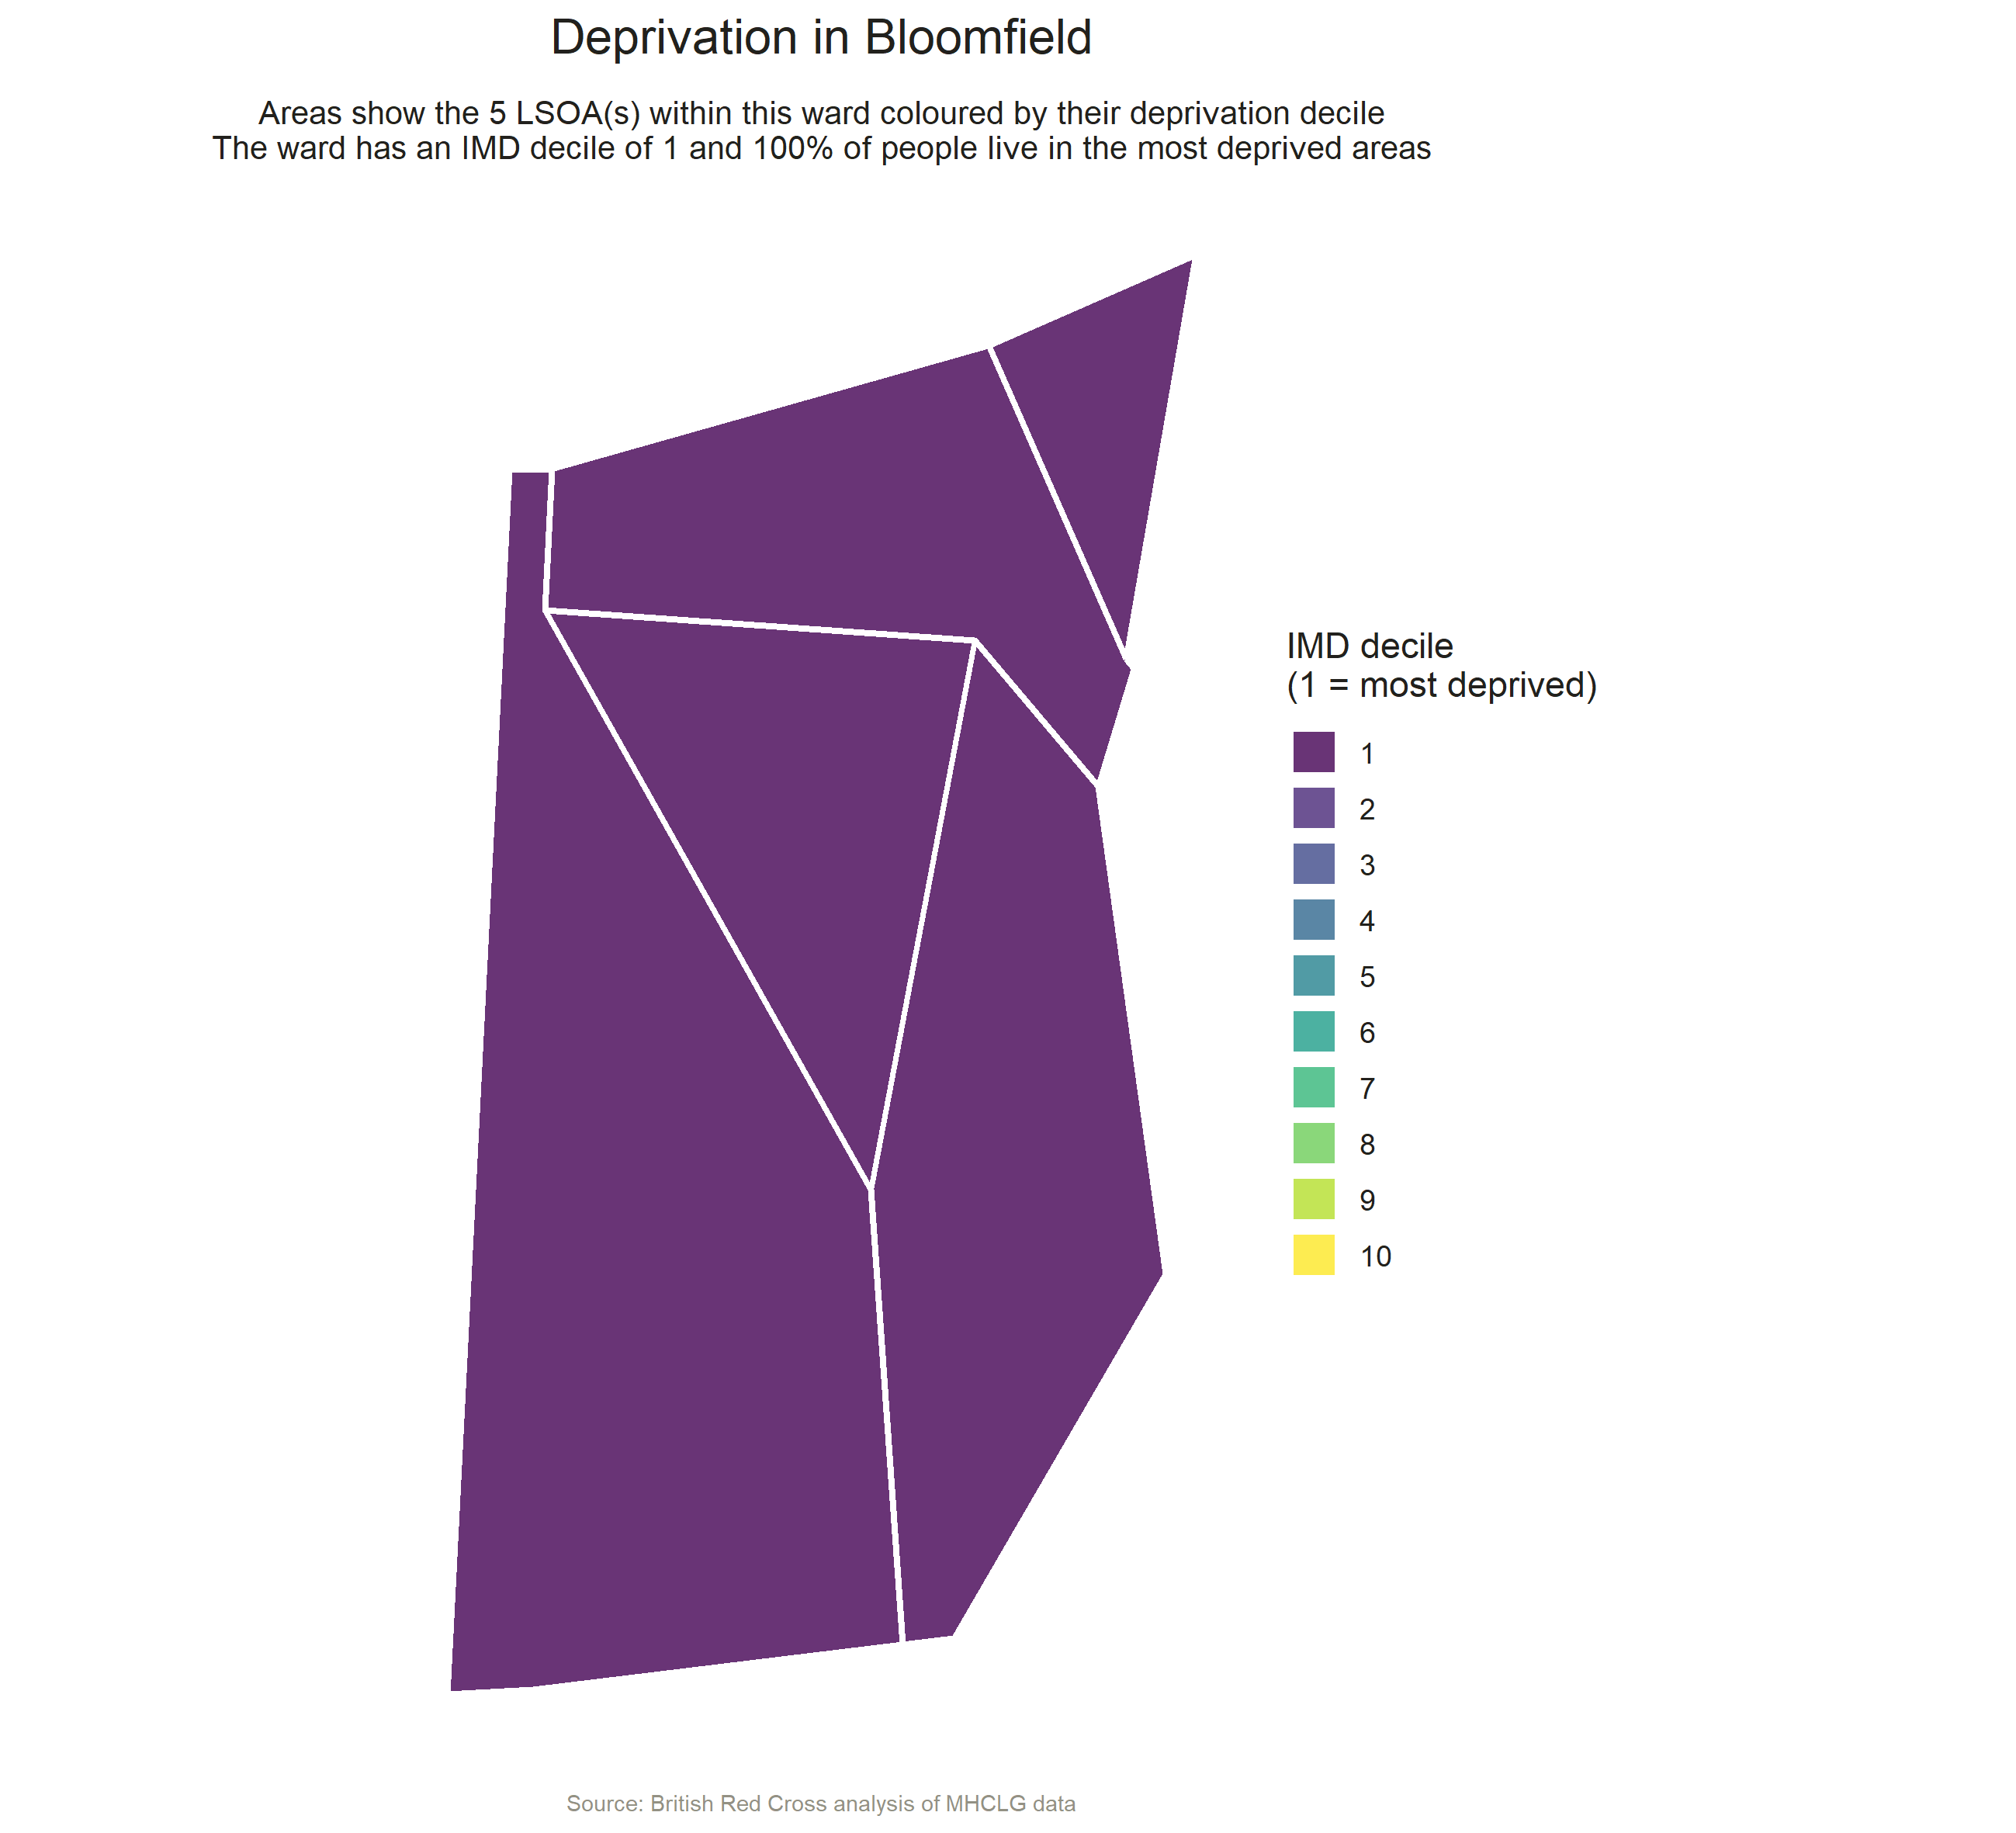 Deprivation in Bloomfield
Areas show the 5 LSOA(s) within this ward coloured by their deprivation decile
The ward has an IMD decile of 1 and 100% of people live in the most deprived areas
IMD decile
(1 = most deprived)
1
2
3
4
5
6
7
8
9
10
Source: British Red Cross analysis of MHCLG data